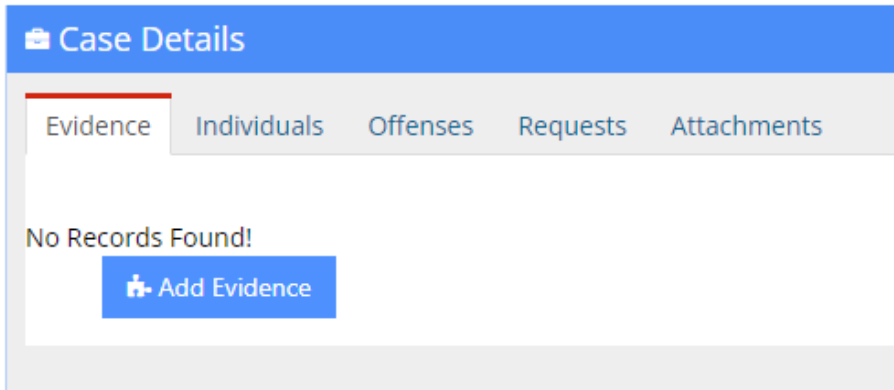 Case Details
Evidence Individuals Offenses Requests Attachments
No Records Found!
Add Evidence